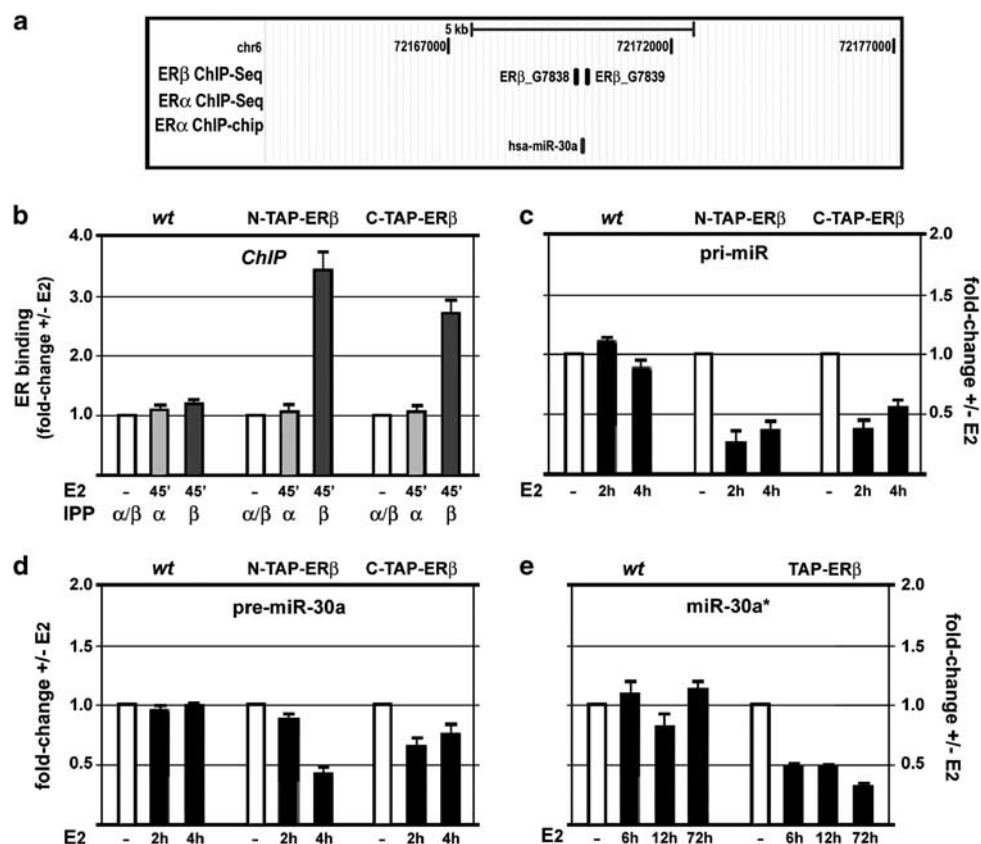 a
5 kb
chr6 72167000 72172000 72177000
ERβ ChIP-Seq ERβ_G7838 ERβ_G7839
ERα ChIP-Seq
ERα ChIP-chip
hsa-miR-30a
b
wt N-TAP-ERβ C-TAP-ERβ
ChIP
ER binding
(fold-change +/- E2)
4.0
3.0
2.0
1.0
E2 - 45' 45' - 45' 45' - 45' 45'
IPP α/β α β α/β α β α/β α β
c
wt N-TAP-ERβ C-TAP-ERβ
pri-miR
2.0
1.5
1.0
0.5
fold-change +/- E2
E2 - 2h 4h - 2h 4h - 2h 4h
d
wt N-TAP-ERβ C-TAP-ERβ
pre-miR-30a
fold-change +/- E2
2.0
1.5
1.0
0.5
E2 - 2h 4h - 2h 4h - 2h 4h
e
wt TAP-ERβ
miR-30a*
2.0
1.5
1.0
0.5
fold-change +/- E2
E2 - 6h 12h 72h - 6h 12h 72h